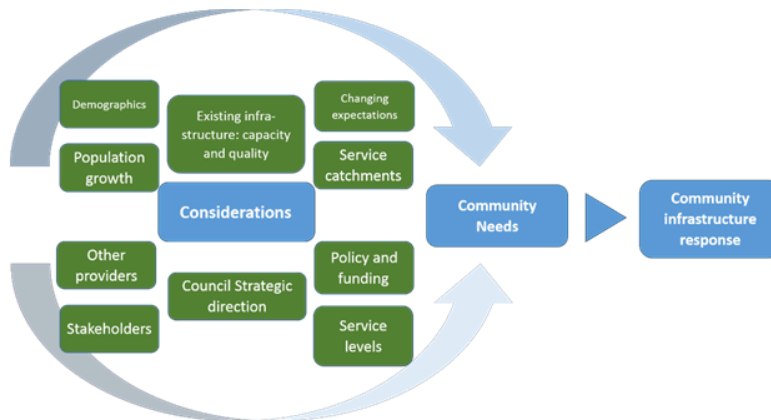 Demographics
Existing infra-
structure: capacity
and quality
Changing
expectations
Population
growth
Service
catchments
Considerations
Community
Needs
Community
infrastructure
response
Other
providers
Council Strategic
direction
Policy and
funding
Stakeholders
Service
levels